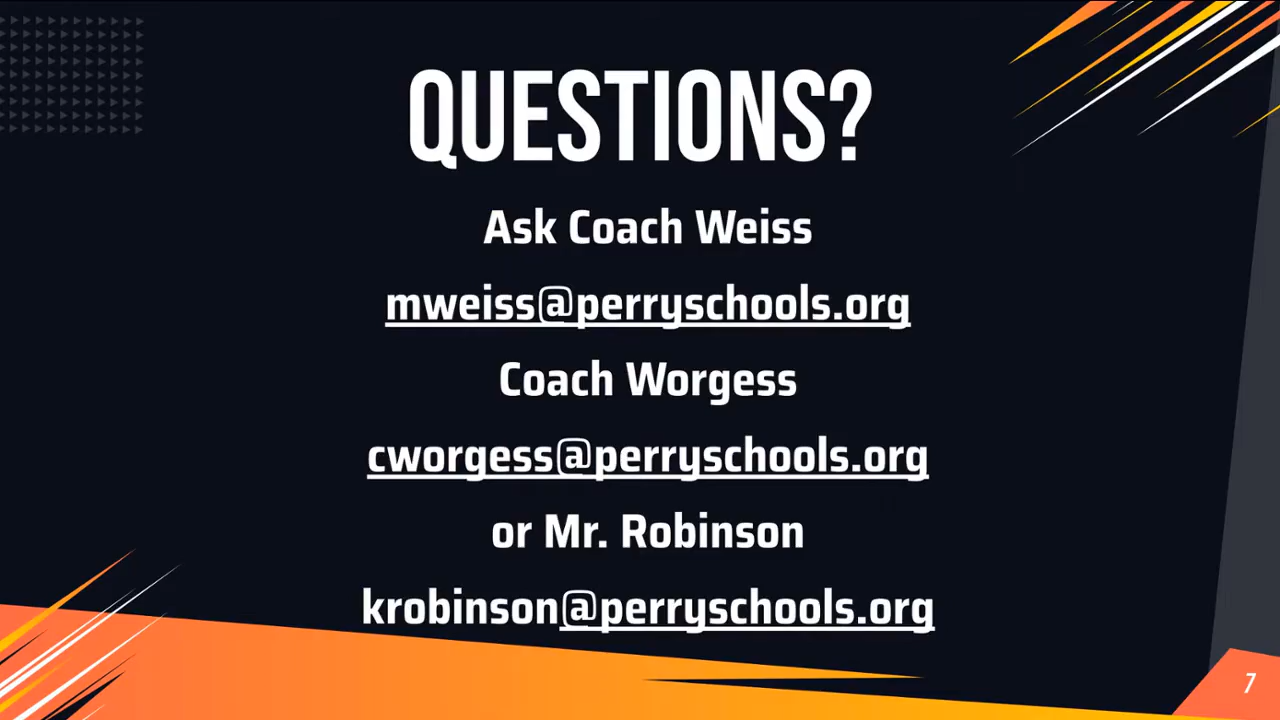 QUESTIONS?
Ask Coach Weiss
mweiss@perryschools.org
Coach Worgess
cworgess@perryschools.org
or Mr. Robinson
krobinson@perryschools.org
7